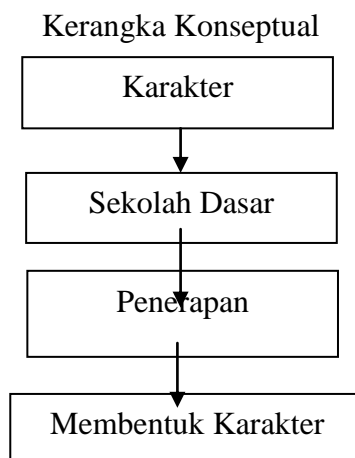 Kerangka Konseptual
Karakter
Sekolah Dasar
Penerapan
Membentuk Karakter